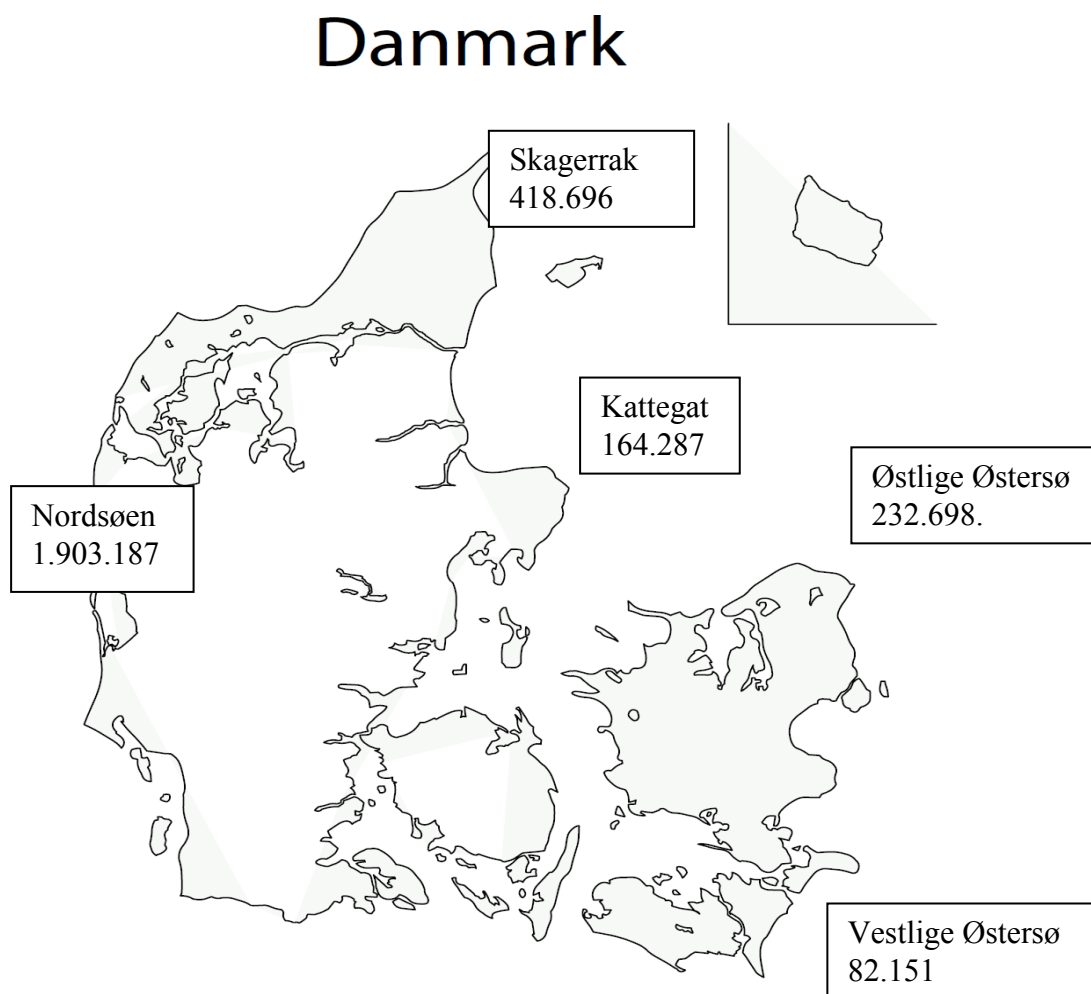 Danmark
Skagerrak
418.696
Kattegat
164.287
Østlige Østersø
232.698.
Nordsøen
1.903.187
Vestlige Østersø
82.151